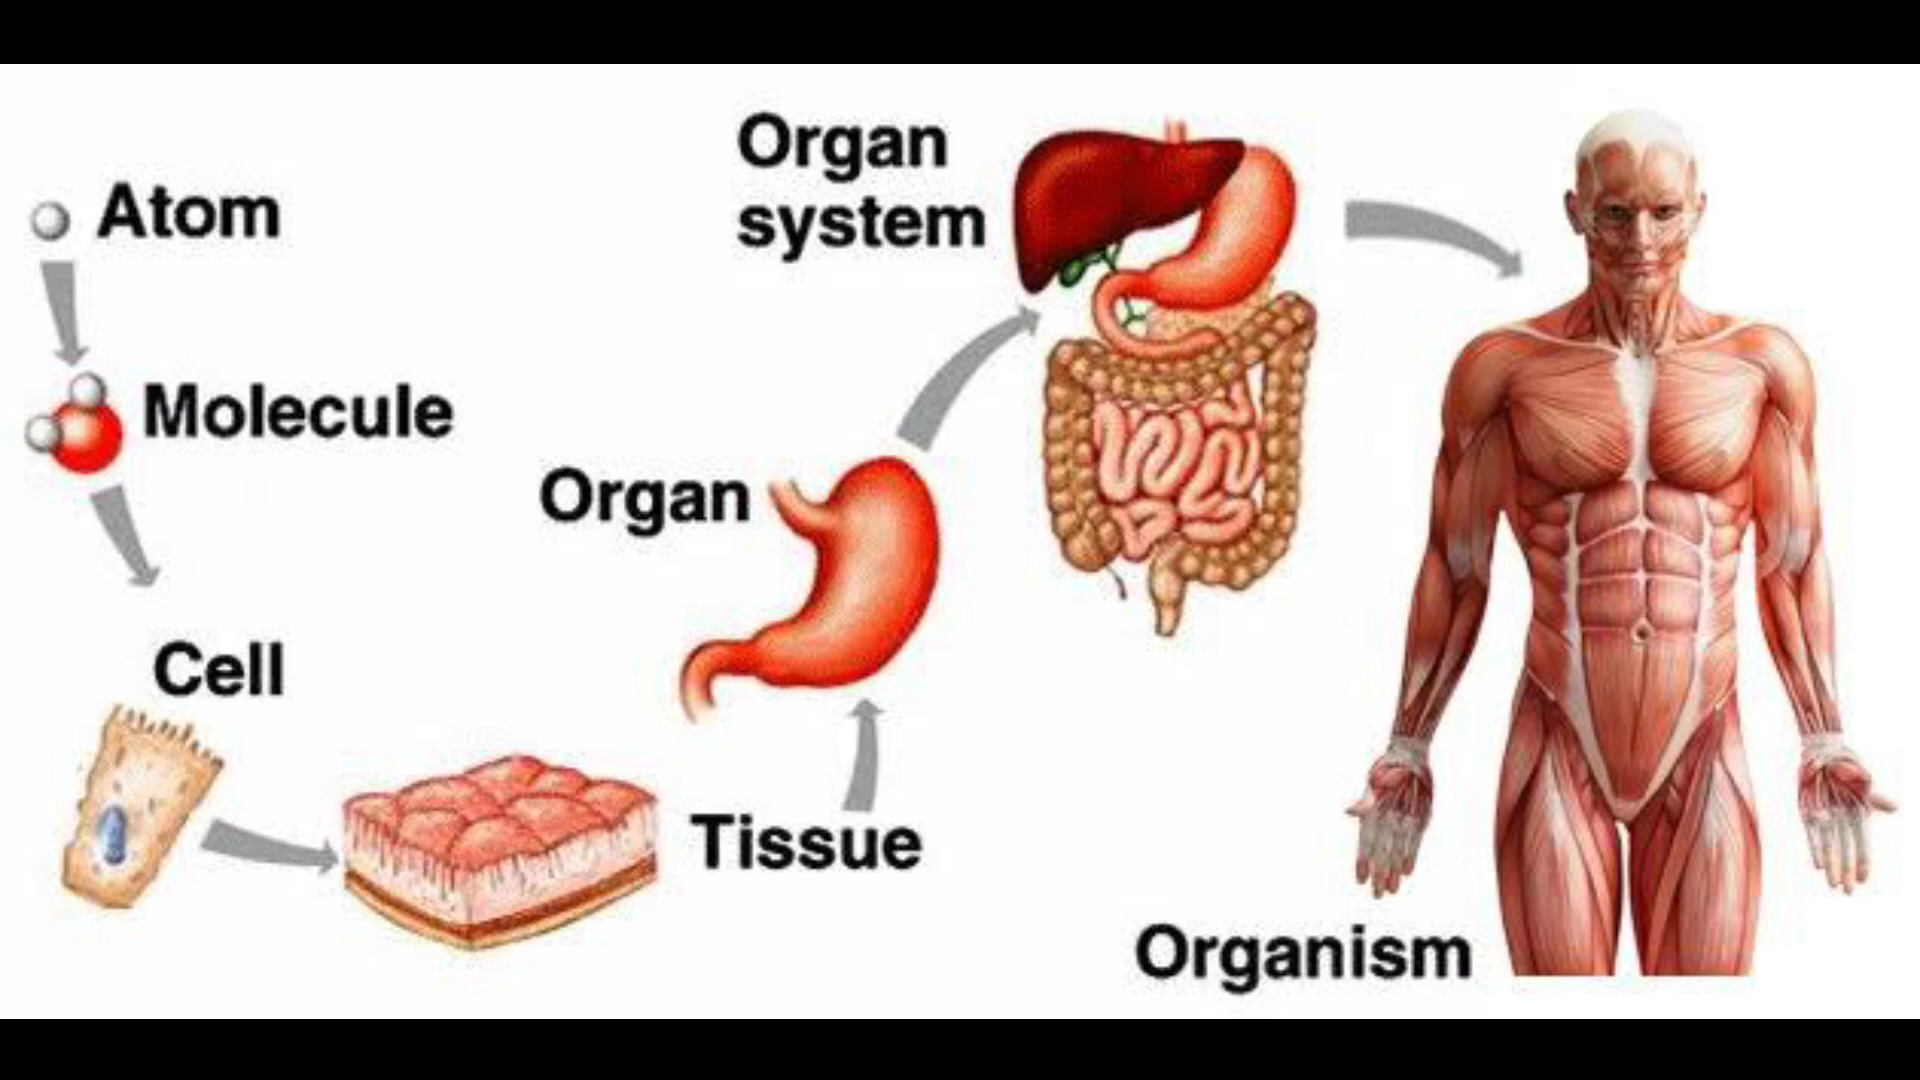 Atom
Molecule
Cell
Tissue
Organ
Organ
system
Organism